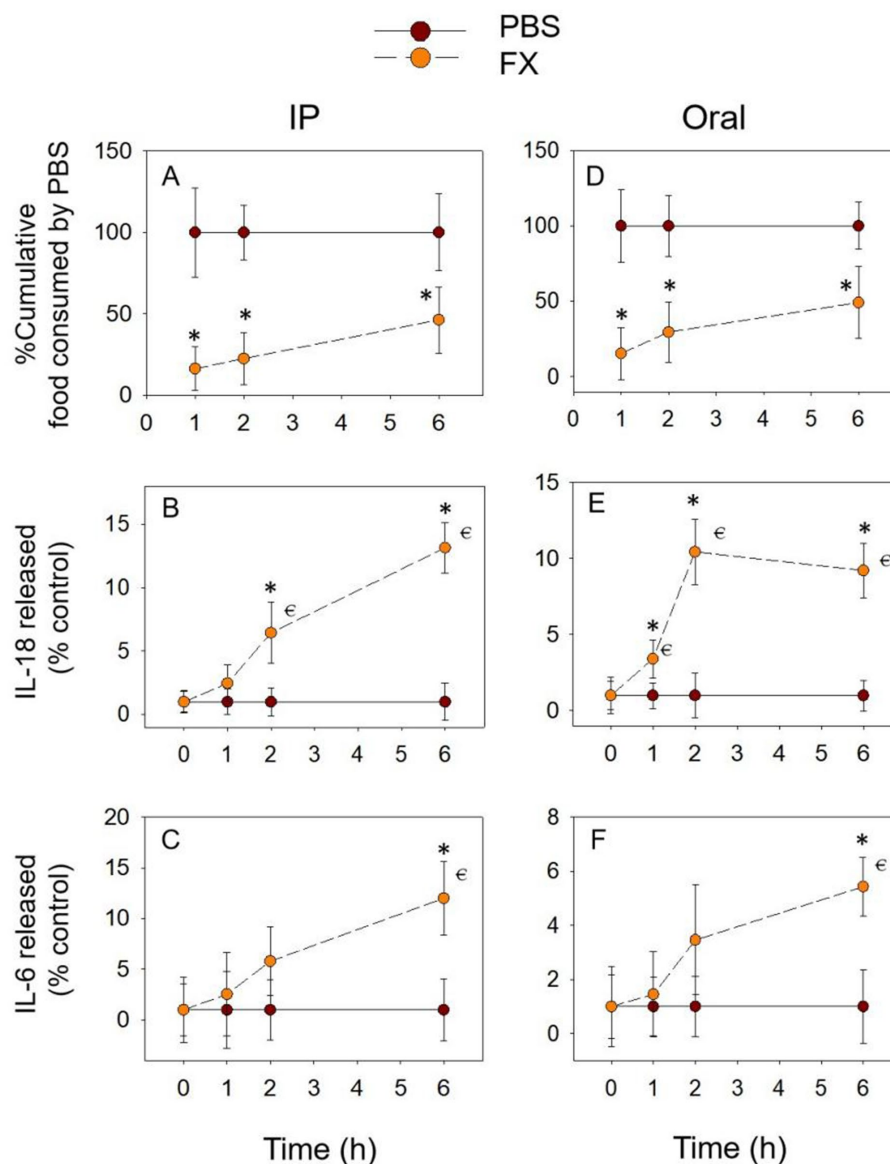 PBS
FX
IP
Oral
%Cumulative
food consumed by PBS
150
100
50
0
A
*
*
*
0 1 2 3 4 5 6
150
100
50
0
D
*
*
*
0 1 2 3 4 5 6
IL-18 released
(% control)
15
10
5
0
B
*
€
*
€
0 1 2 3 4 5 6
15
10
5
0
E
*
€
*
€
*
€
0 1 2 3 4 5 6
IL-6 released
(% control)
20
15
10
5
0
C
*
€
0 1 2 3 4 5 6
Time (h)
8
6
4
2
0
F
*
€
0 1 2 3 4 5 6
Time (h)